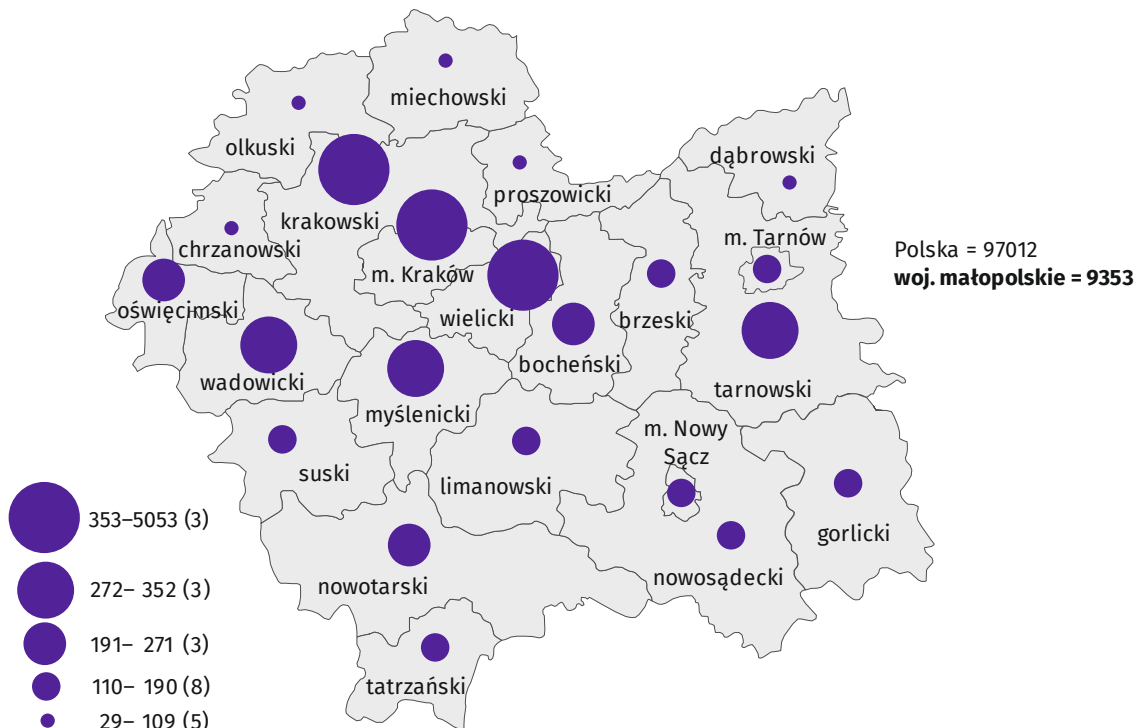 miechowski
olkuski
dąbrowski
proszowicki
krakowski
m. Tarnów
chrzanowski
Polska = 97012
m. Kraków
woj. małopolskie = 9353
oświęcimski
wielicki
brzeski
bocheński
wadowicki
tarnowski
myślenicki
m. Nowy
Sącz
suski
limanowski
353–5053 (3)
gorlicki
nowosądecki
nowotarski
272– 352 (3)
191– 271 (3)
tatrzański
110– 190 (8)
29– 109 (5)